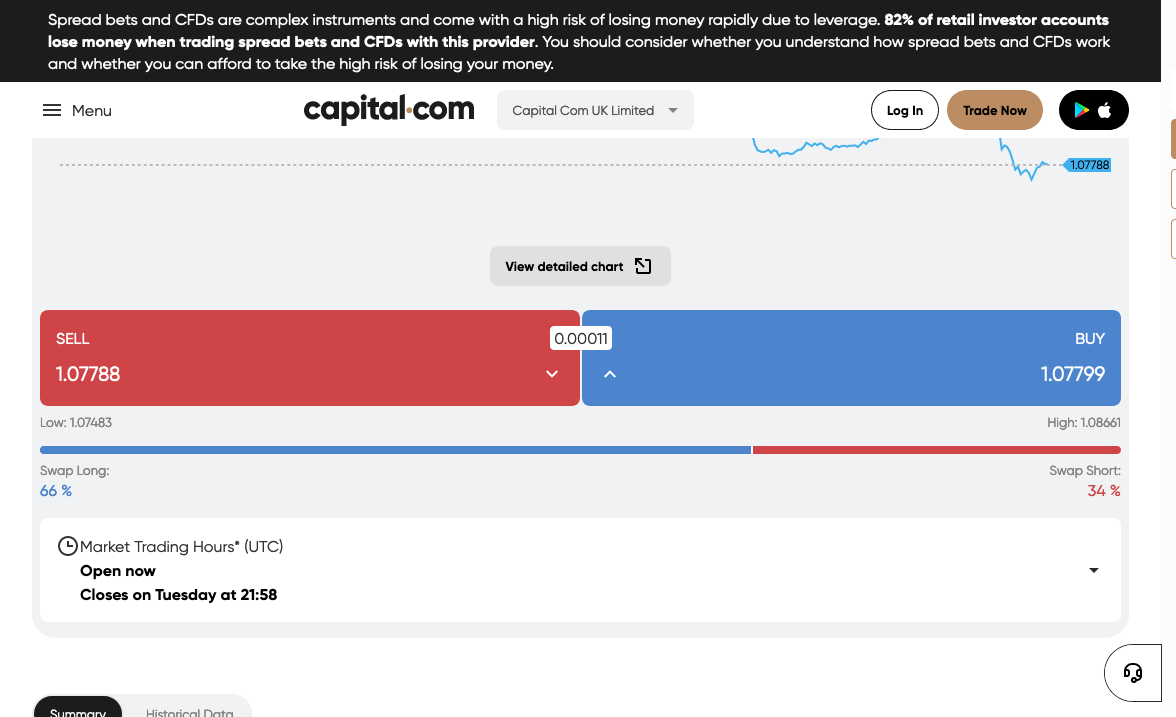 Spread bets and CFDs are complex instruments and come with a high risk of losing money rapidly due to leverage. 82% of retail investor accounts
lose money when trading spread bets and CFDs with this provider. You should consider whether you understand how spread bets and CFDs work
and whether you can afford to take the high risk of losing your money.
Menu
capital.com
Capital Com UK Limited
Log In
Trade Now
1.07788
View detailed chart
SELL
0.00011
BUY
1.07788
1.07799
Low: 1.07483
High: 1.08661
Swap Long:
Swap Short:
66 %
34 %
Market Trading Hours* (UTC)
Open now
Closes on Tuesday at 21:58
Summary
Historical Data